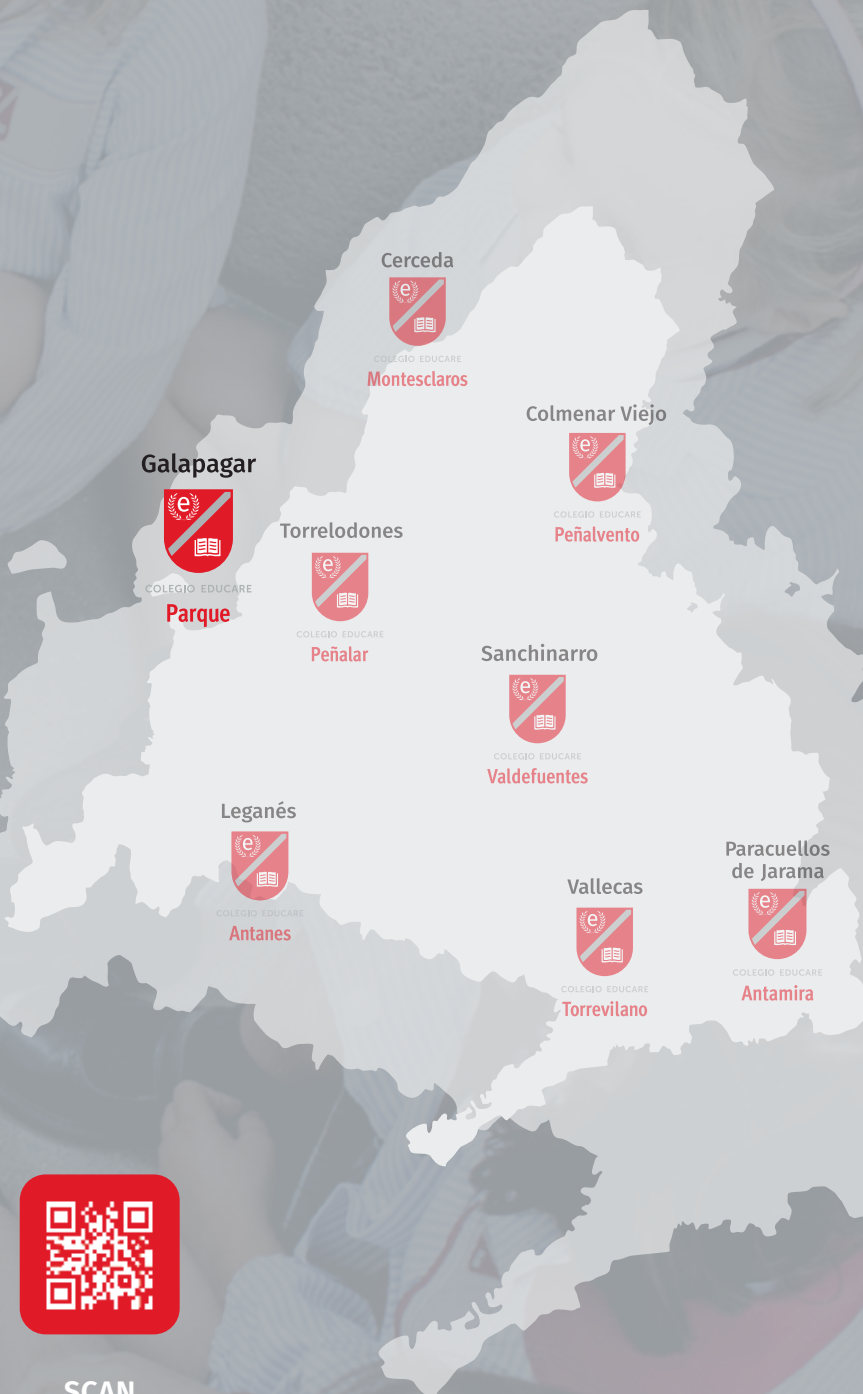 Cerceda
e
COLEGIO EDUCARE
Montesclaros
Colmenar Viejo
e
COLEGIO EDUCARE
Peñalvento
Galapagar
e
COLEGIO EDUCARE
Parque
Torrelodones
e
COLEGIO EDUCARE
Peñalar
Sanchinarro
e
COLEGIO EDUCARE
Valdefuentes
Leganés
e
COLEGIO EDUCARE
Antanes
Vallecas
e
COLEGIO EDUCARE
Torrevilano
Paracuellos
de Jarama
e
COLEGIO EDUCARE
Antamira
SCAN